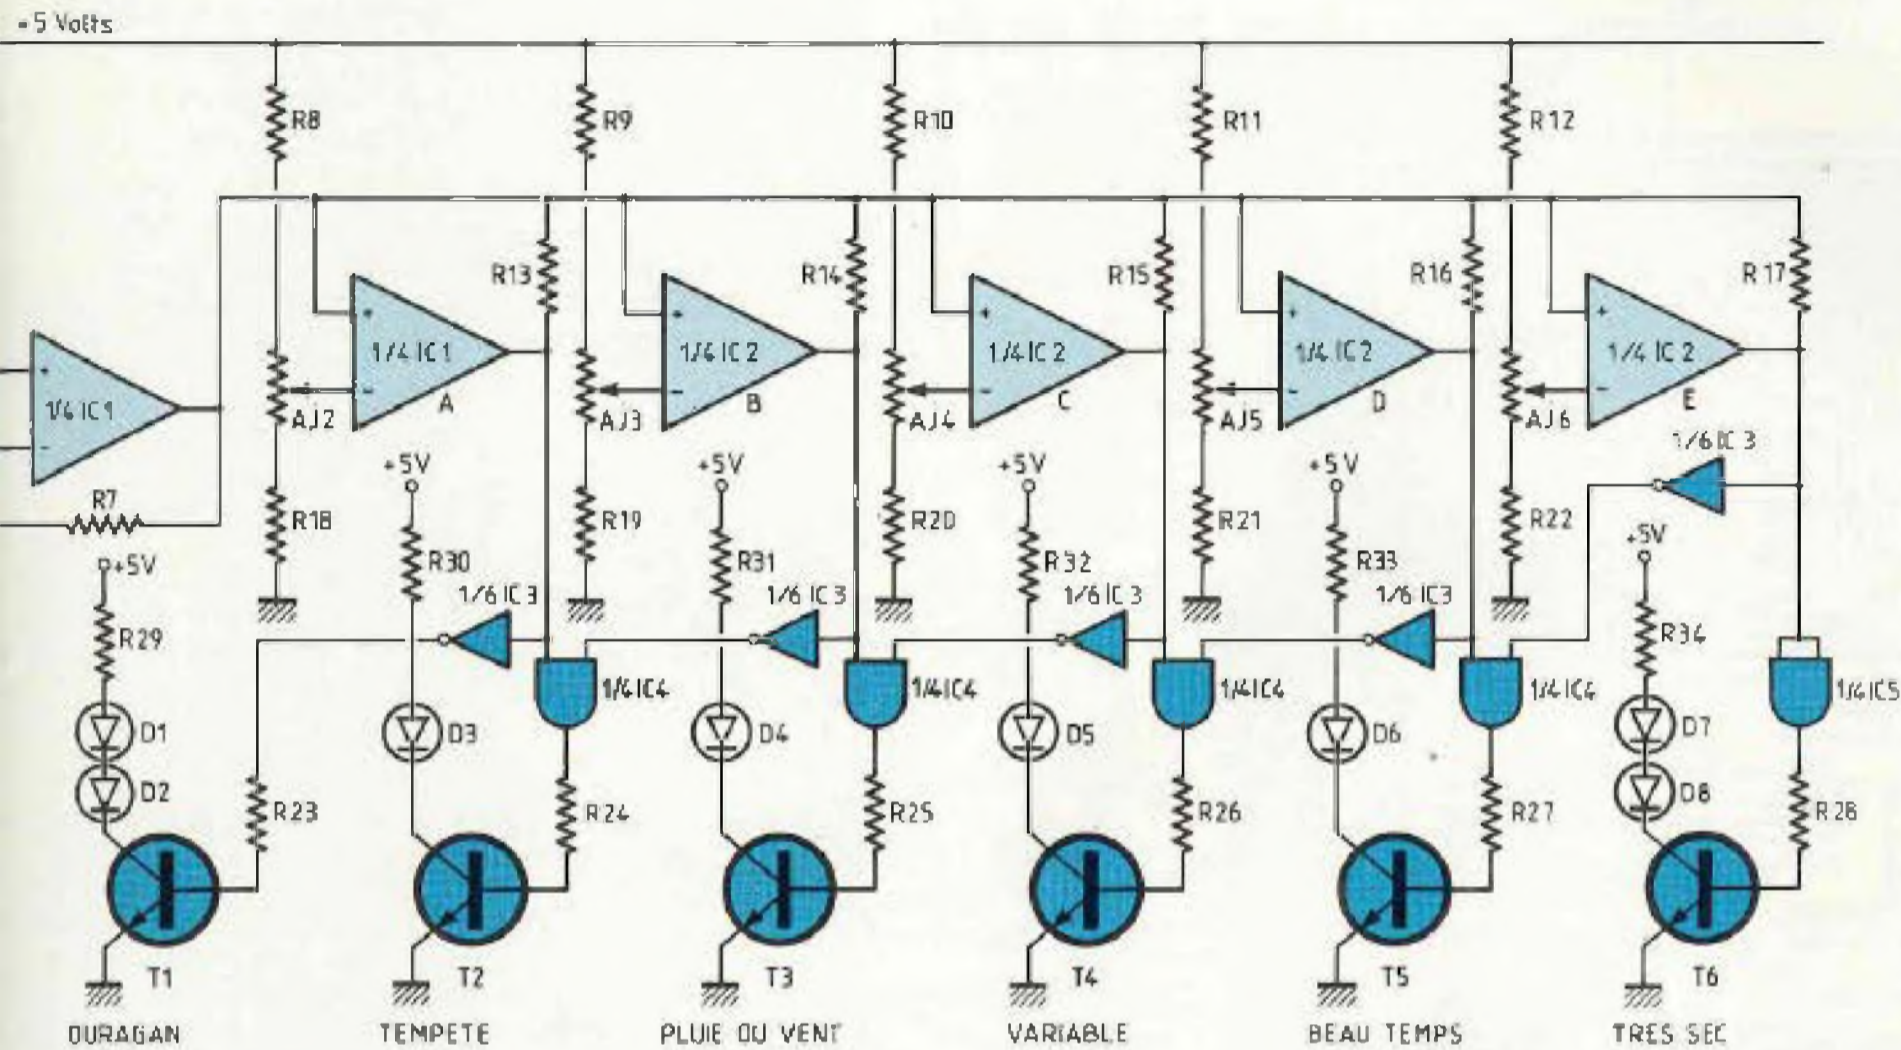 -5 Volts
R8
R9
R10
R11
R12
R13
R14
R15
R16
R17
+
+
+
+
+
+
1/4 IC1
1/4 IC1
1/4 IC2
1/4 IC2
1/4 IC2
1/4 IC2
-
-
-
-
-
-
A
B
C
D
E
AJ2
AJ3
AJ4
AJ5
AJ6
1/6 IC3
+5V
+5V
+5V
+5V
R7
R18
R19
R20
R21
R22
+5V
+5V
R30
R31
R32
R33
1/6 IC3
1/6 IC3
1/6 IC3
1/6 IC3
R29
R34
1/4 IC4
1/4 IC4
1/4 IC4
1/4 IC4
1/4 IC5
D1
D3
D4
D5
D6
D7
D2
D8
R23
R24
R25
R26
R27
R28
T1
T2
T3
T4
T5
T6
OURAGAN
TEMPETE
PLUIE OU VENT
VARIABLE
BEAU TEMPS
TRES SEC